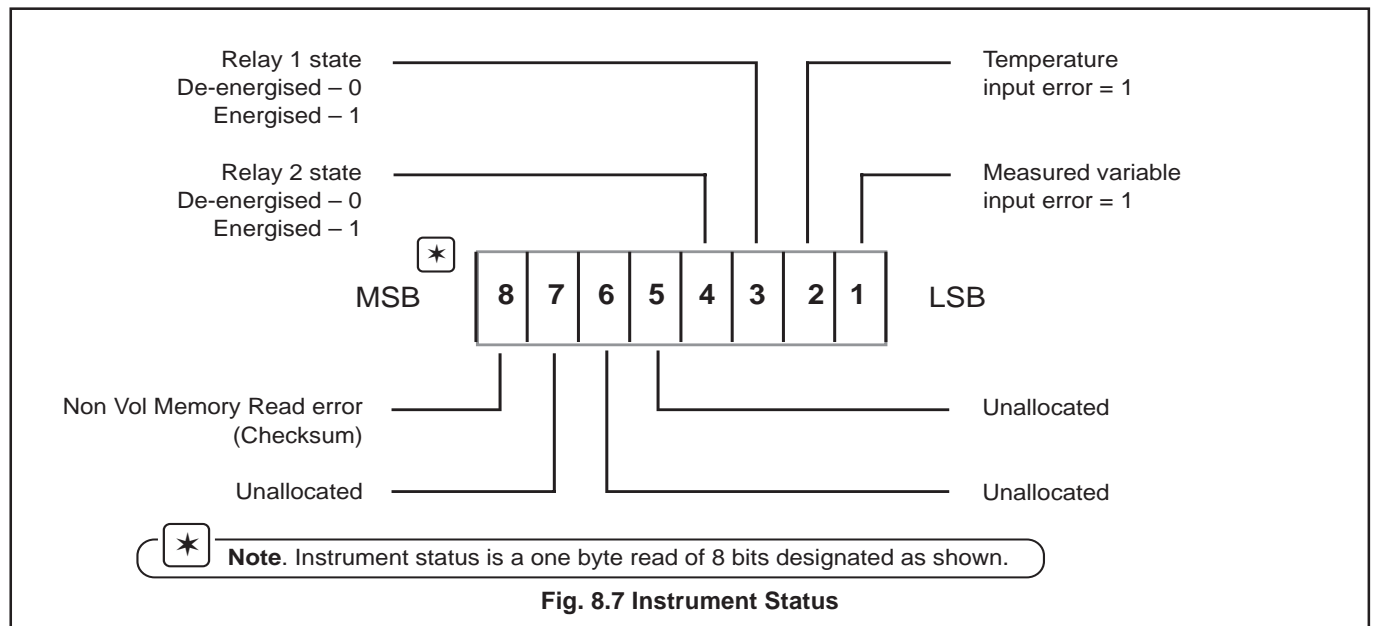 Relay 1 state
De-energised – 0
Energised – 1
Temperature
input error = 1
Relay 2 state
De-energised – 0
Energised – 1
Measured variable
input error = 1
✶
MSB 8 7 6 5 4 3 2 1 LSB
Non Vol Memory Read error
(Checksum)
Unallocated
Unallocated
Unallocated
✶ Note. Instrument status is a one byte read of 8 bits designated as shown.
Fig. 8.7 Instrument Status